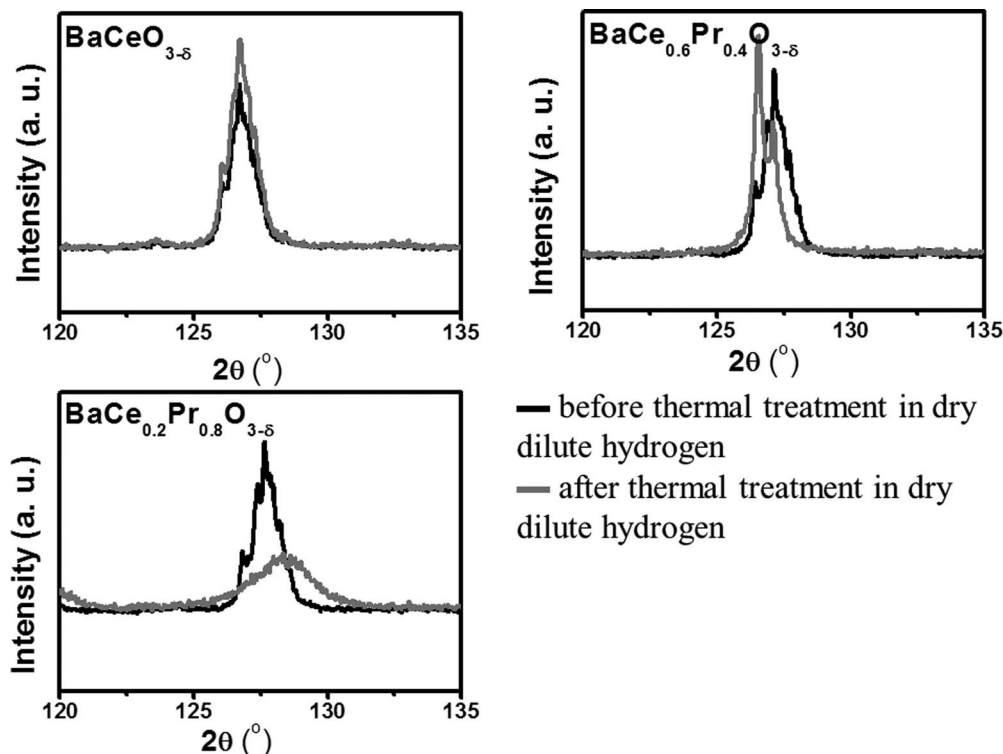 BaCeO3-δ
Intensity (a. u.)
120 125 130 135
2θ (o)
BaCe0.6Pr0.4O3-δ
Intensity (a. u.)
120 125 130 135
2θ (o)
BaCe0.2Pr0.8O3-δ
Intensity (a. u.)
120 125 130 135
2θ (o)
before thermal treatment in dry
dilute hydrogen
after thermal treatment in dry
dilute hydrogen